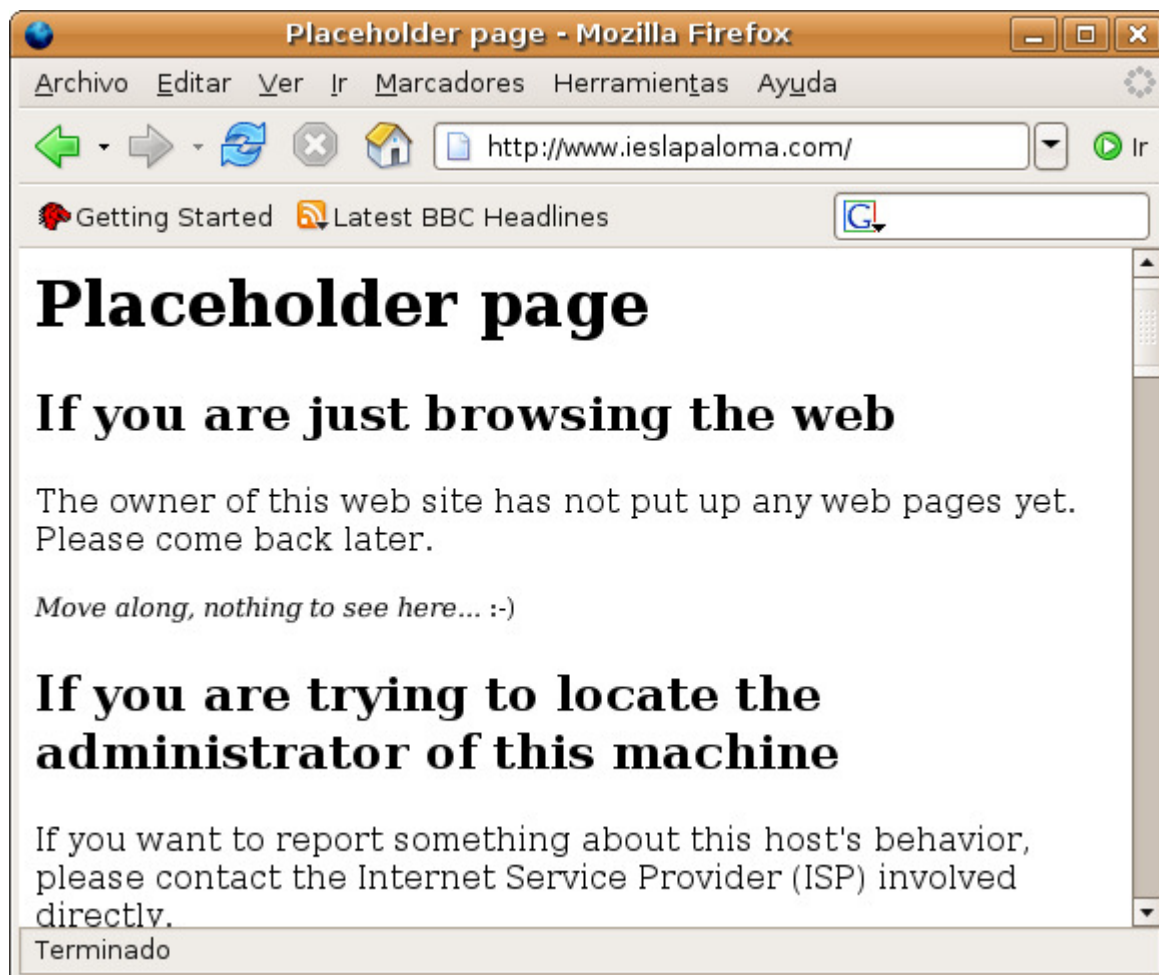 Placeholder page - Mozilla Firefox
Archivo Editar Ver Ir Marcadores Herramientas Ayuda
http://www.ieslapaloma.com/ Ir
Getting Started Latest BBC Headlines G
Placeholder page
If you are just browsing the web
The owner of this web site has not put up any web pages yet.
Please come back later.
Move along, nothing to see here... :-)
If you are trying to locate the
administrator of this machine
If you want to report something about this host's behavior,
please contact the Internet Service Provider (ISP) involved
directly.
Terminado